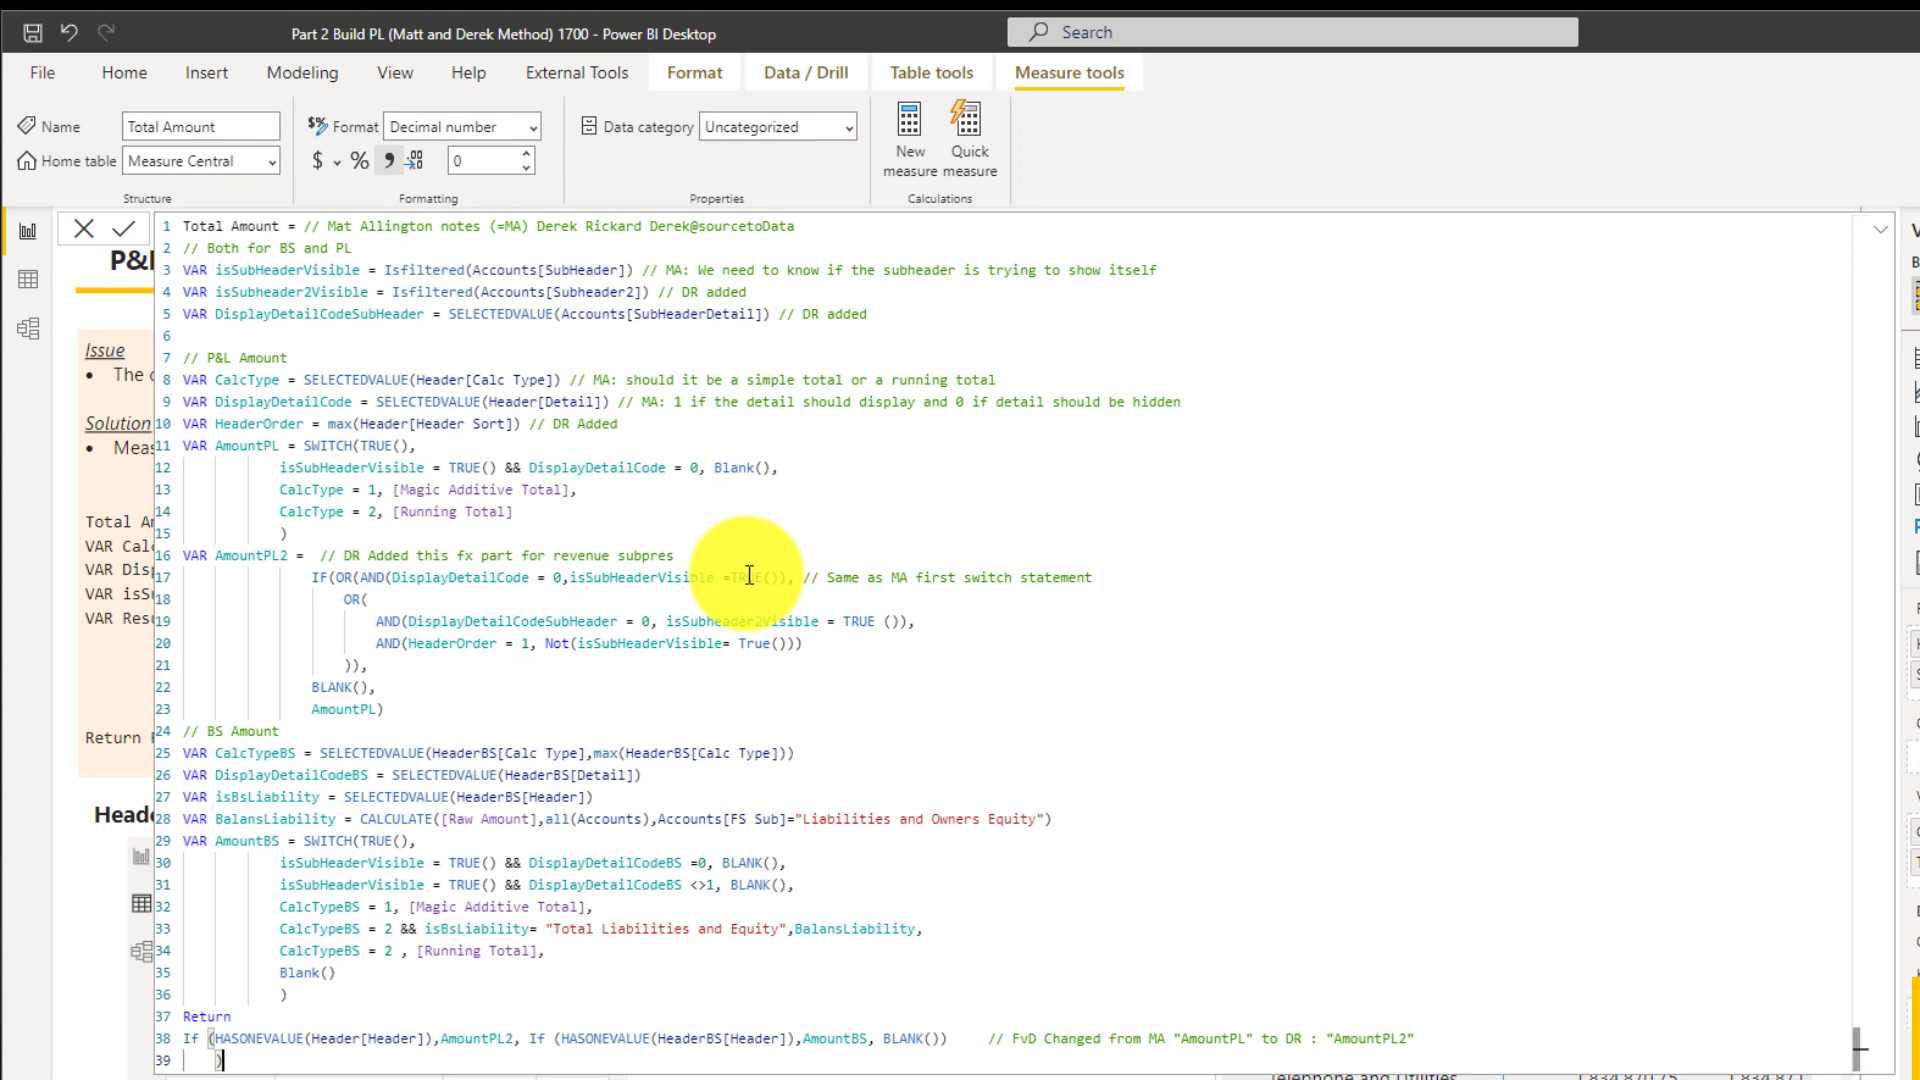 Part 2 Build PL (Matt and Derek Method) 1700 - Power BI Desktop
Search
File Home Insert Modeling View Help External Tools Format Data / Drill Table tools Measure tools
Name Total Amount
Home table Measure Central
Structure
$% Format Decimal number
$ % , 0
Formatting
Data category Uncategorized
Properties
New measure
Quick measure
Calculations
1 Total Amount = // Mat Allington notes (=MA) Derek Rickard Derek@sourcetoData
2 // Both for BS and PL
3 VAR isSubHeaderVisible = Isfiltered(Accounts[SubHeader]) // MA: We need to know if the subheader is trying to show itself
4 VAR isSubheader2Visible = Isfiltered(Accounts[Subheader2]) // DR added
5 VAR DisplayDetailCodeSubHeader = SELECTEDVALUE(Accounts[SubHeaderDetail]) // DR added
6
7 // P&L Amount
8 VAR CalcType = SELECTEDVALUE(Header[Calc Type]) // MA: should it be a simple total or a running total
9 VAR DisplayDetailCode = SELECTEDVALUE(Header[Detail]) // MA: 1 if the detail should display and 0 if detail should be hidden
10 VAR HeaderOrder = max(Header[Header Sort]) // DR Added
11 VAR AmountPL = SWITCH(TRUE(),
12 isSubHeaderVisible = TRUE() && DisplayDetailCode = 0, Blank(),
13 CalcType = 1, [Magic Additive Total],
14 CalcType = 2, [Running Total]
15 )
16 VAR AmountPL2 = // DR Added this fx part for revenue subpres
17 IF(OR(AND(DisplayDetailCode = 0,isSubHeaderVisible =TRUE()), // Same as MA first switch statement
18 OR(
19 AND(DisplayDetailCodeSubHeader = 0, isSubheader2Visible = TRUE ()),
20 AND(HeaderOrder = 1, Not(isSubHeaderVisible= True()))
21 )),
22 BLANK(),
23 AmountPL)
24 // BS Amount
25 VAR CalcTypeBS = SELECTEDVALUE(HeaderBS[Calc Type],max(HeaderBS[Calc Type]))
26 VAR DisplayDetailCodeBS = SELECTEDVALUE(HeaderBS[Detail])
27 VAR isBsLiability = SELECTEDVALUE(HeaderBS[Header])
28 VAR BalansLiability = CALCULATE([Raw Amount],all(Accounts),Accounts[FS Sub]="Liabilities and Owners Equity")
29 VAR AmountBS = SWITCH(TRUE(),
30 isSubHeaderVisible = TRUE() && DisplayDetailCodeBS =0, BLANK(),
31 isSubHeaderVisible = TRUE() && DisplayDetailCodeBS <>1, BLANK(),
32 CalcTypeBS = 1, [Magic Additive Total],
33 CalcTypeBS = 2 && isBsLiability= "Total Liabilities and Equity",BalansLiability,
34 CalcTypeBS = 2 , [Running Total],
35 Blank()
36 )
37 Return
38 If (HASONEVALUE(Header[Header]),AmountPL2, If (HASONEVALUE(HeaderBS[Header]),AmountBS, BLANK()) // FvD Changed from MA "AmountPL" to DR : "AmountPL2"
39 )
P&
Issue
• The
Solution
• Meas
Total A
VAR Cal
VAR Dis
VAR isS
VAR Res
Return
Heade
Telephone and Utilities